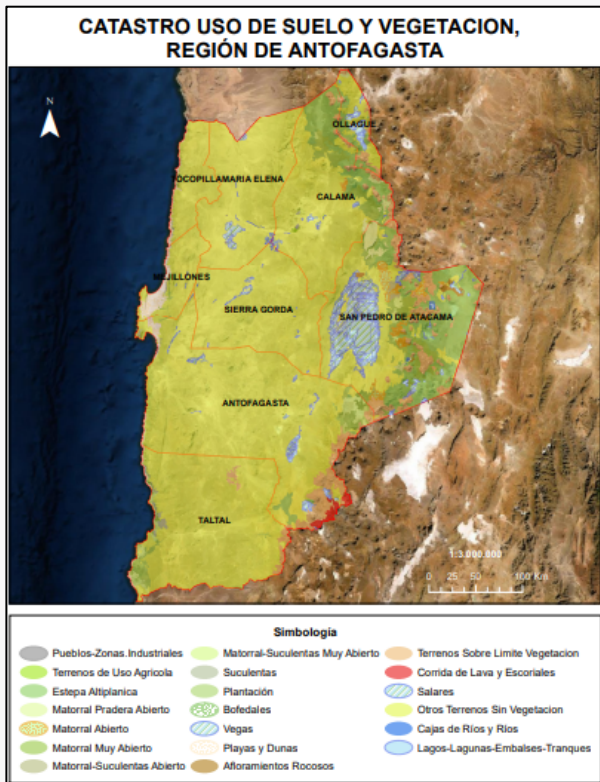 CATASTRO USO DE SUELO Y VEGETACION,
REGIÓN DE ANTOFAGASTA
N
OLLAGUE
TOCOPILLA MARIA ELENA
CALAMA
MEJILLONES
SIERRA GORDA
SAN PEDRO DE ATACAMA
ANTOFAGASTA
TALTAL
1:3.000.000
0 25 50 100 Km
Simbología
Pueblos-Zonas.Industriales
Terrenos de Uso Agricola
Estepa Altiplanica
Matorral Pradera Abierto
Matorral Abierto
Matorral Muy Abierto
Matorral-Suculentas Abierto
Matorral-Suculentas Muy Abierto
Suculentas
Plantación
Bofedales
Vegas
Playas y Dunas
Afloramientos Rocosos
Terrenos Sobre Limite Vegetacion
Corrida de Lava y Escoriales
Salares
Otros Terrenos Sin Vegetacion
Cajas de Ríos y Ríos
Lagos-Lagunas-Embalses-Tranques